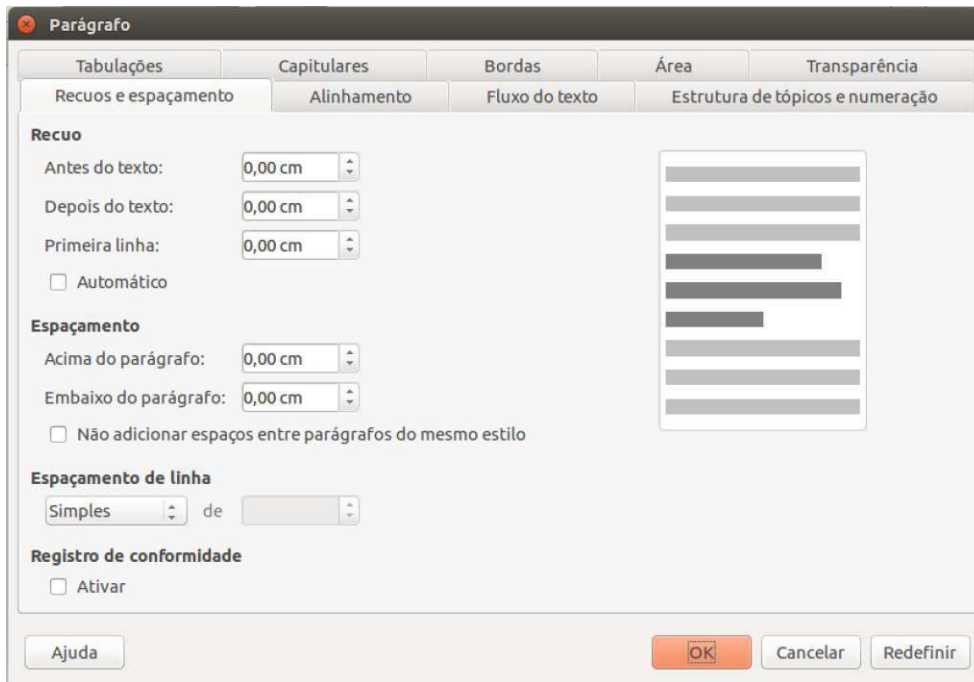 Parágrafo
Tabulações Capitulares Bordas Área Transparência
Recuos e espaçamento Alinhamento Fluxo do texto Estrutura de tópicos e numeração
Recuo
Antes do texto: 0,00 cm
Depois do texto: 0,00 cm
Primeira linha: 0,00 cm
Automático
Espaçamento
Acima do parágrafo: 0,00 cm
Embaixo do parágrafo: 0,00 cm
Não adicionar espaços entre parágrafos do mesmo estilo
Espaçamento de linha
Simples de
Registro de conformidade
Ativar
Ajuda OK Cancelar Redefinir